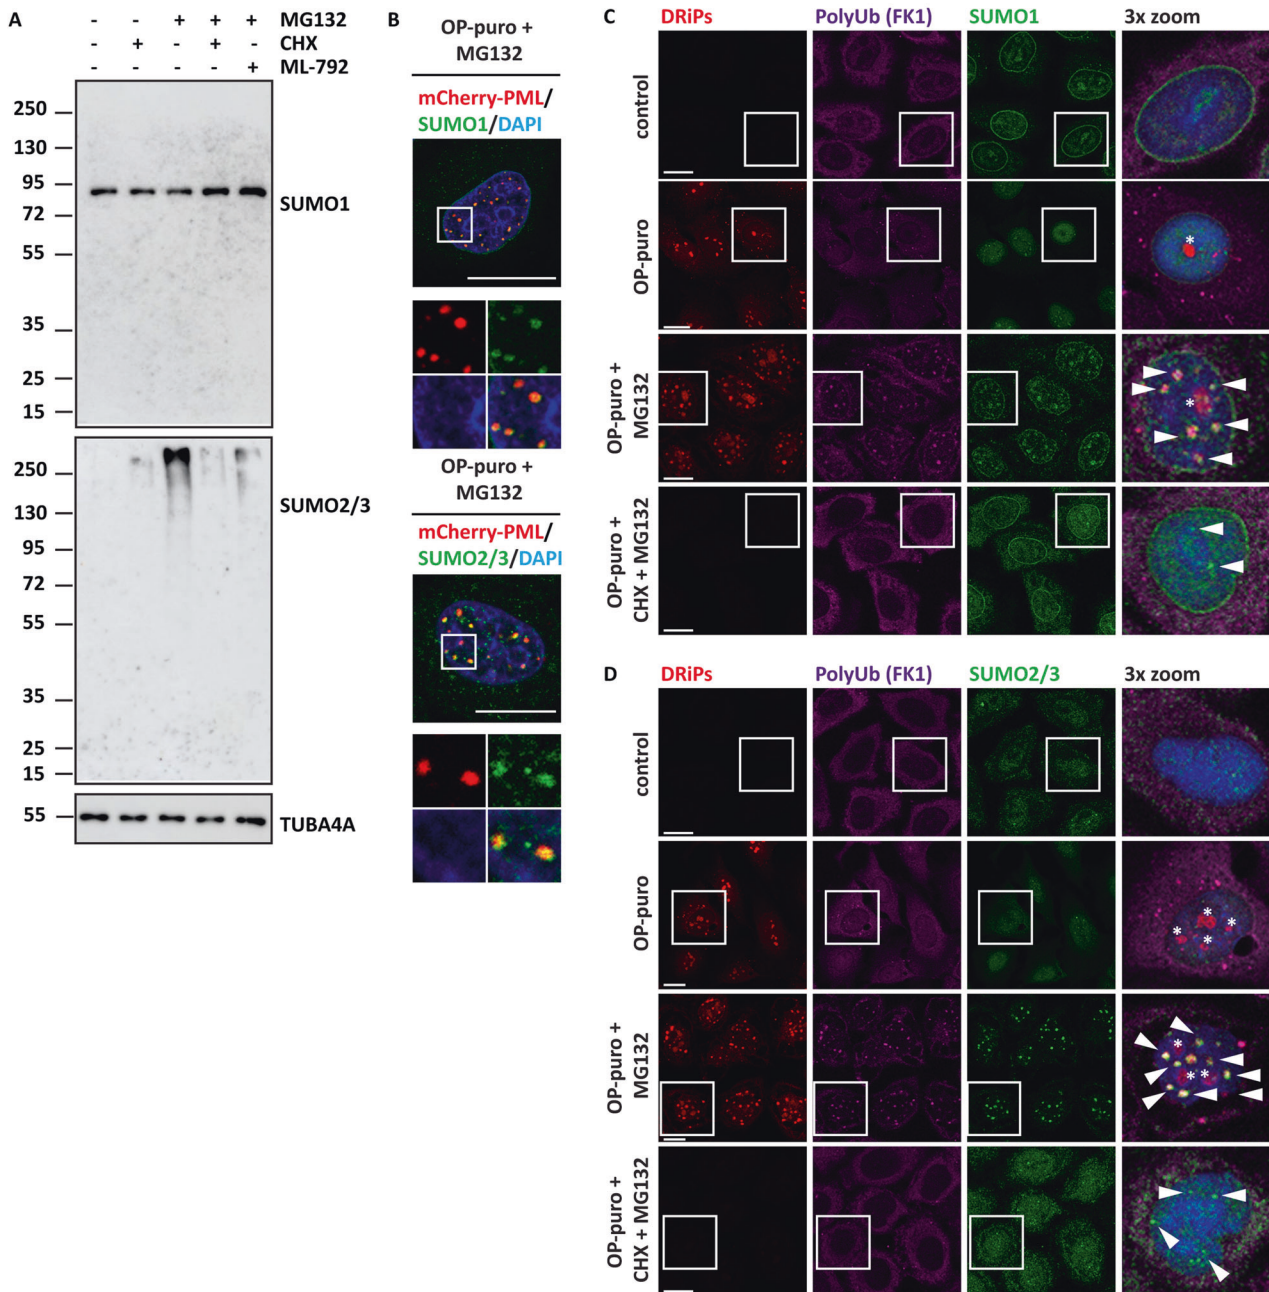 A
- - + + + MG132
- + - + - CHX
- - - - + ML-792
250
130
95
72
55
35
25
15
SUMO1
250
130
95
72
55
35
25
15
SUMO2/3
55
TUBA4A
B
OP-puro +
MG132
mCherry-PML/
SUMO1/DAPI
OP-puro +
MG132
mCherry-PML/
SUMO2/3/DAPI
C
DRiPs PolyUb (FK1) SUMO1 3x zoom
control
OP-puro
*
OP-puro +
MG132
*
OP-puro +
CHX + MG132
D
DRiPs PolyUb (FK1) SUMO2/3 3x zoom
control
OP-puro
* * * *
OP-puro +
MG132
* * *
OP-puro +
CHX + MG132